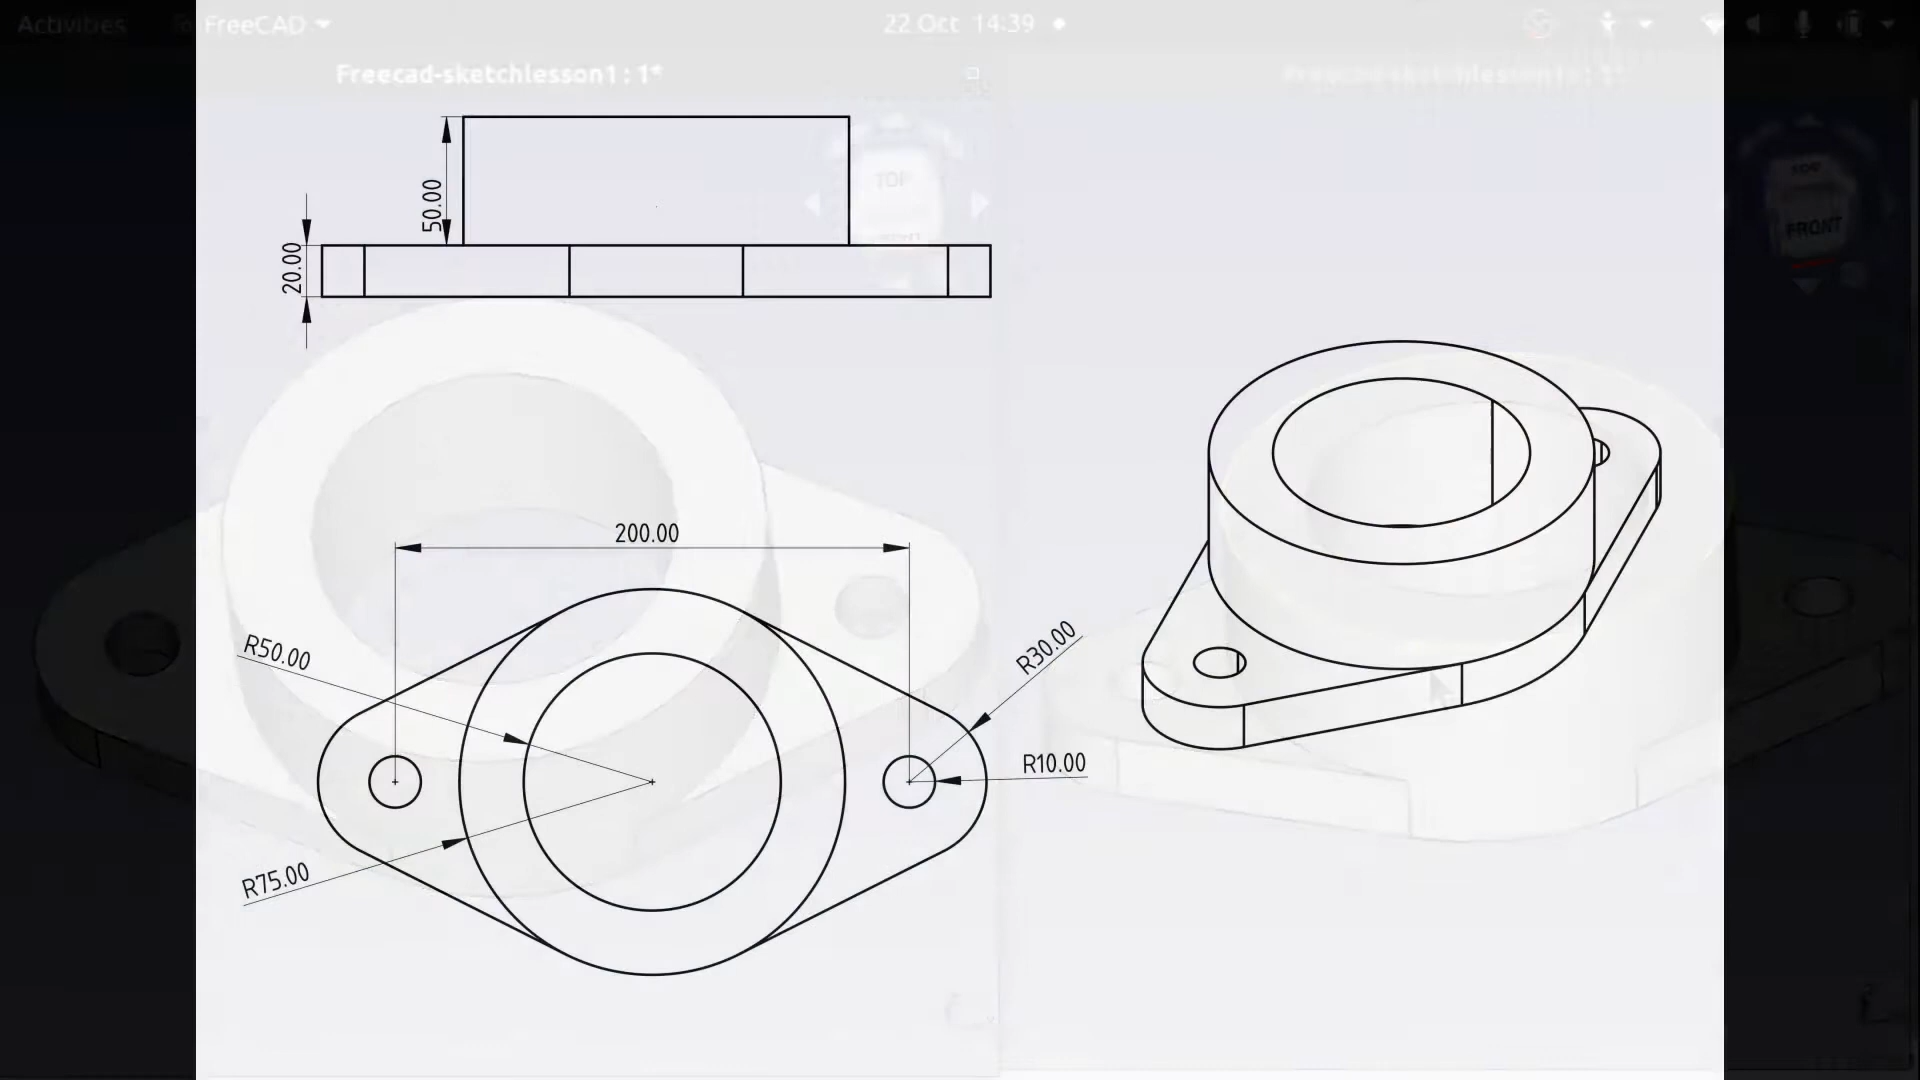 Activities
FreeCAD
22 Oct 14:39
Freecad-sketchlesson1 : 1*
50.00
TOP
TOP
20.00
FRONT
200.00
R50.00
R30.00
R10.00
R75.00